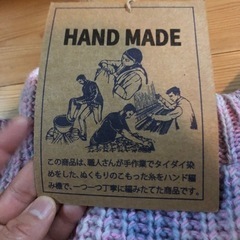 HAND MADE
この商品は、職人さんが手作業でタイダイ染
めをした、ぬくもりのこもった糸をハンド編
み機で、一つ一つ丁寧に編みたてた商品です。